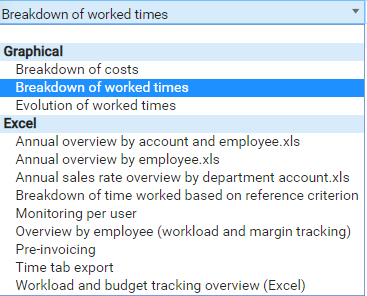 Breakdown of worked times
Graphical
Breakdown of costs
Breakdown of worked times
Evolution of worked times
Excel
Annual overview by account and employee.xls
Annual overview by employee.xls
Annual sales rate overview by department account.xls
Breakdown of time worked based on reference criterion
Monitoring per user
Overview by employee (workload and margin tracking)
Pre-invoicing
Time tab export
Workload and budget tracking overview (Excel)